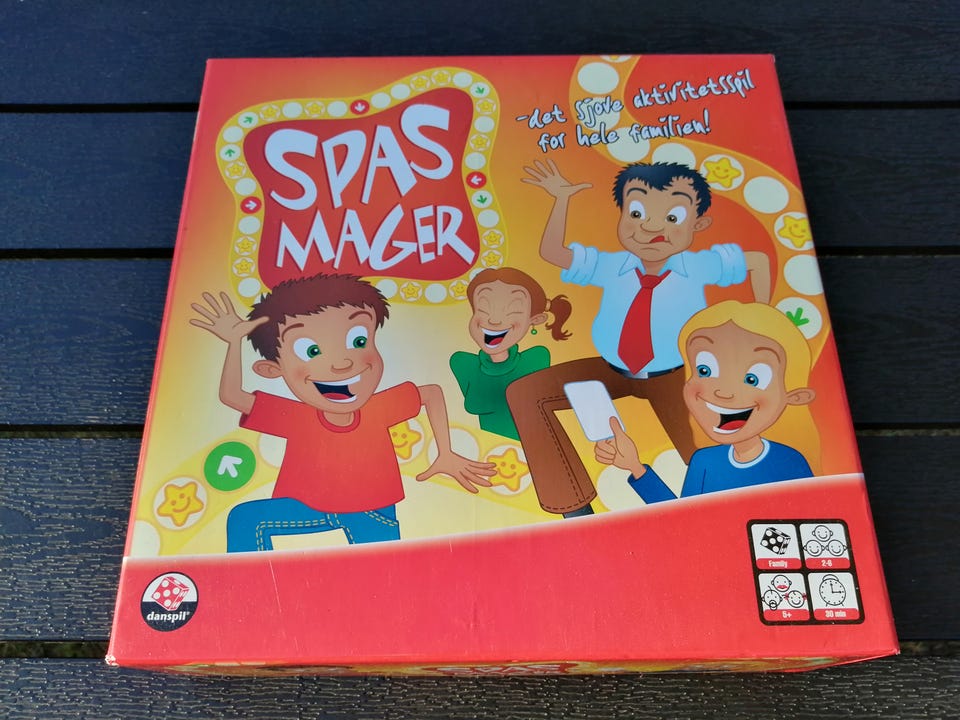 SPAS
MAGER
-det sjove aktivitetsspil
for hele familien!
danspil®
Family
2-8
5+
30 min